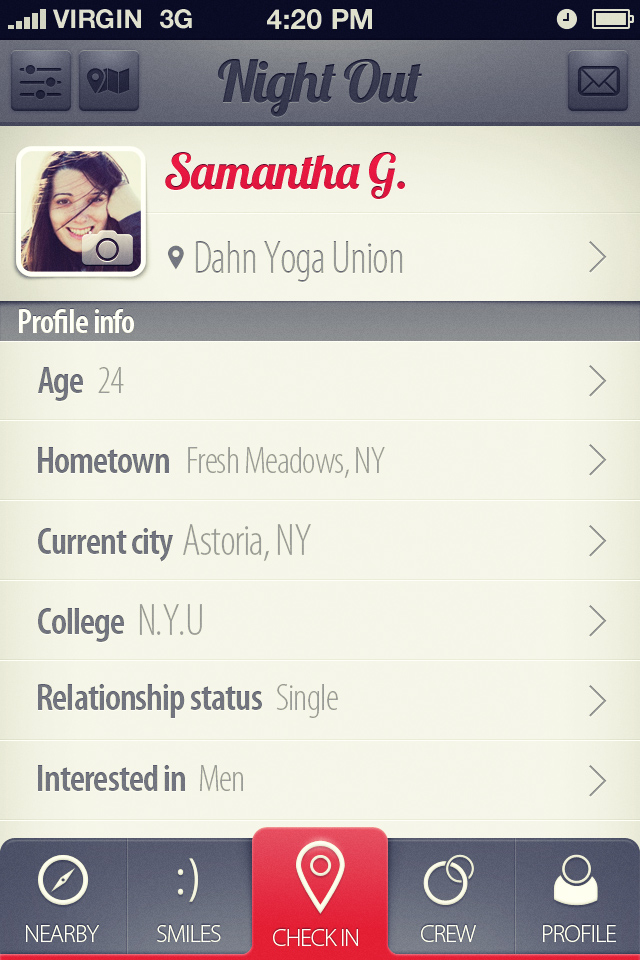 VIRGIN 3G 4:20 PM
Night Out
Samantha G.
Dahn Yoga Union
Profile info
Age 24
Hometown Fresh Meadows, NY
Current city Astoria, NY
College N.Y.U
Relationship status Single
Interested in Men
:)
NEARBY SMILES CHECK IN CREW PROFILE